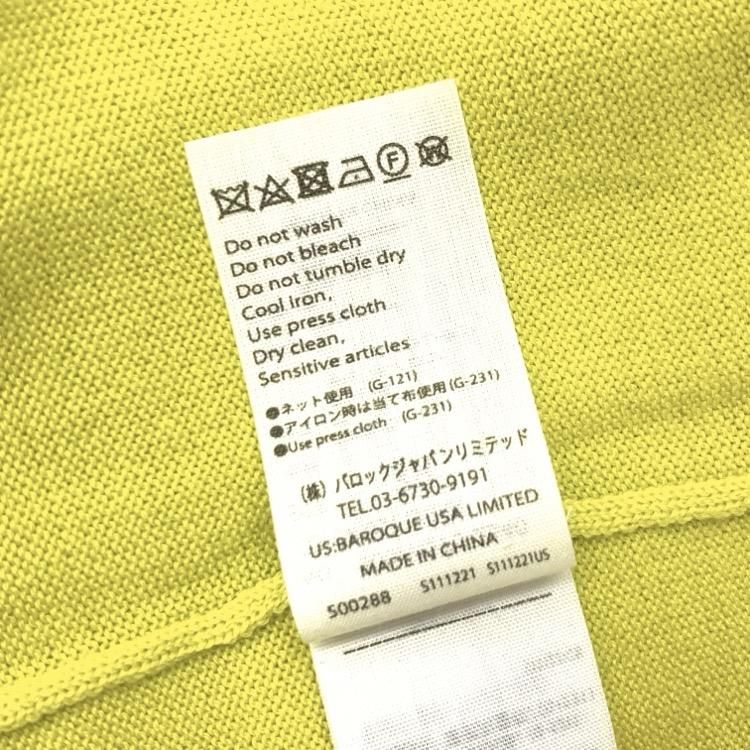 F W
Do not wash
Do not bleach
Do not tumble dry
Cool iron,
Use press cloth
Dry clean,
Sensitive articles
●ネット使用 (G-121)
●アイロン時は当て布使用(G-231)
●Use press cloth (G-231)
(株) バロックジャパンリミテッド
TEL.03-6730-9191
US:BAROQUE USA LIMITED
MADE IN CHINA
500288 S111221 S111221US